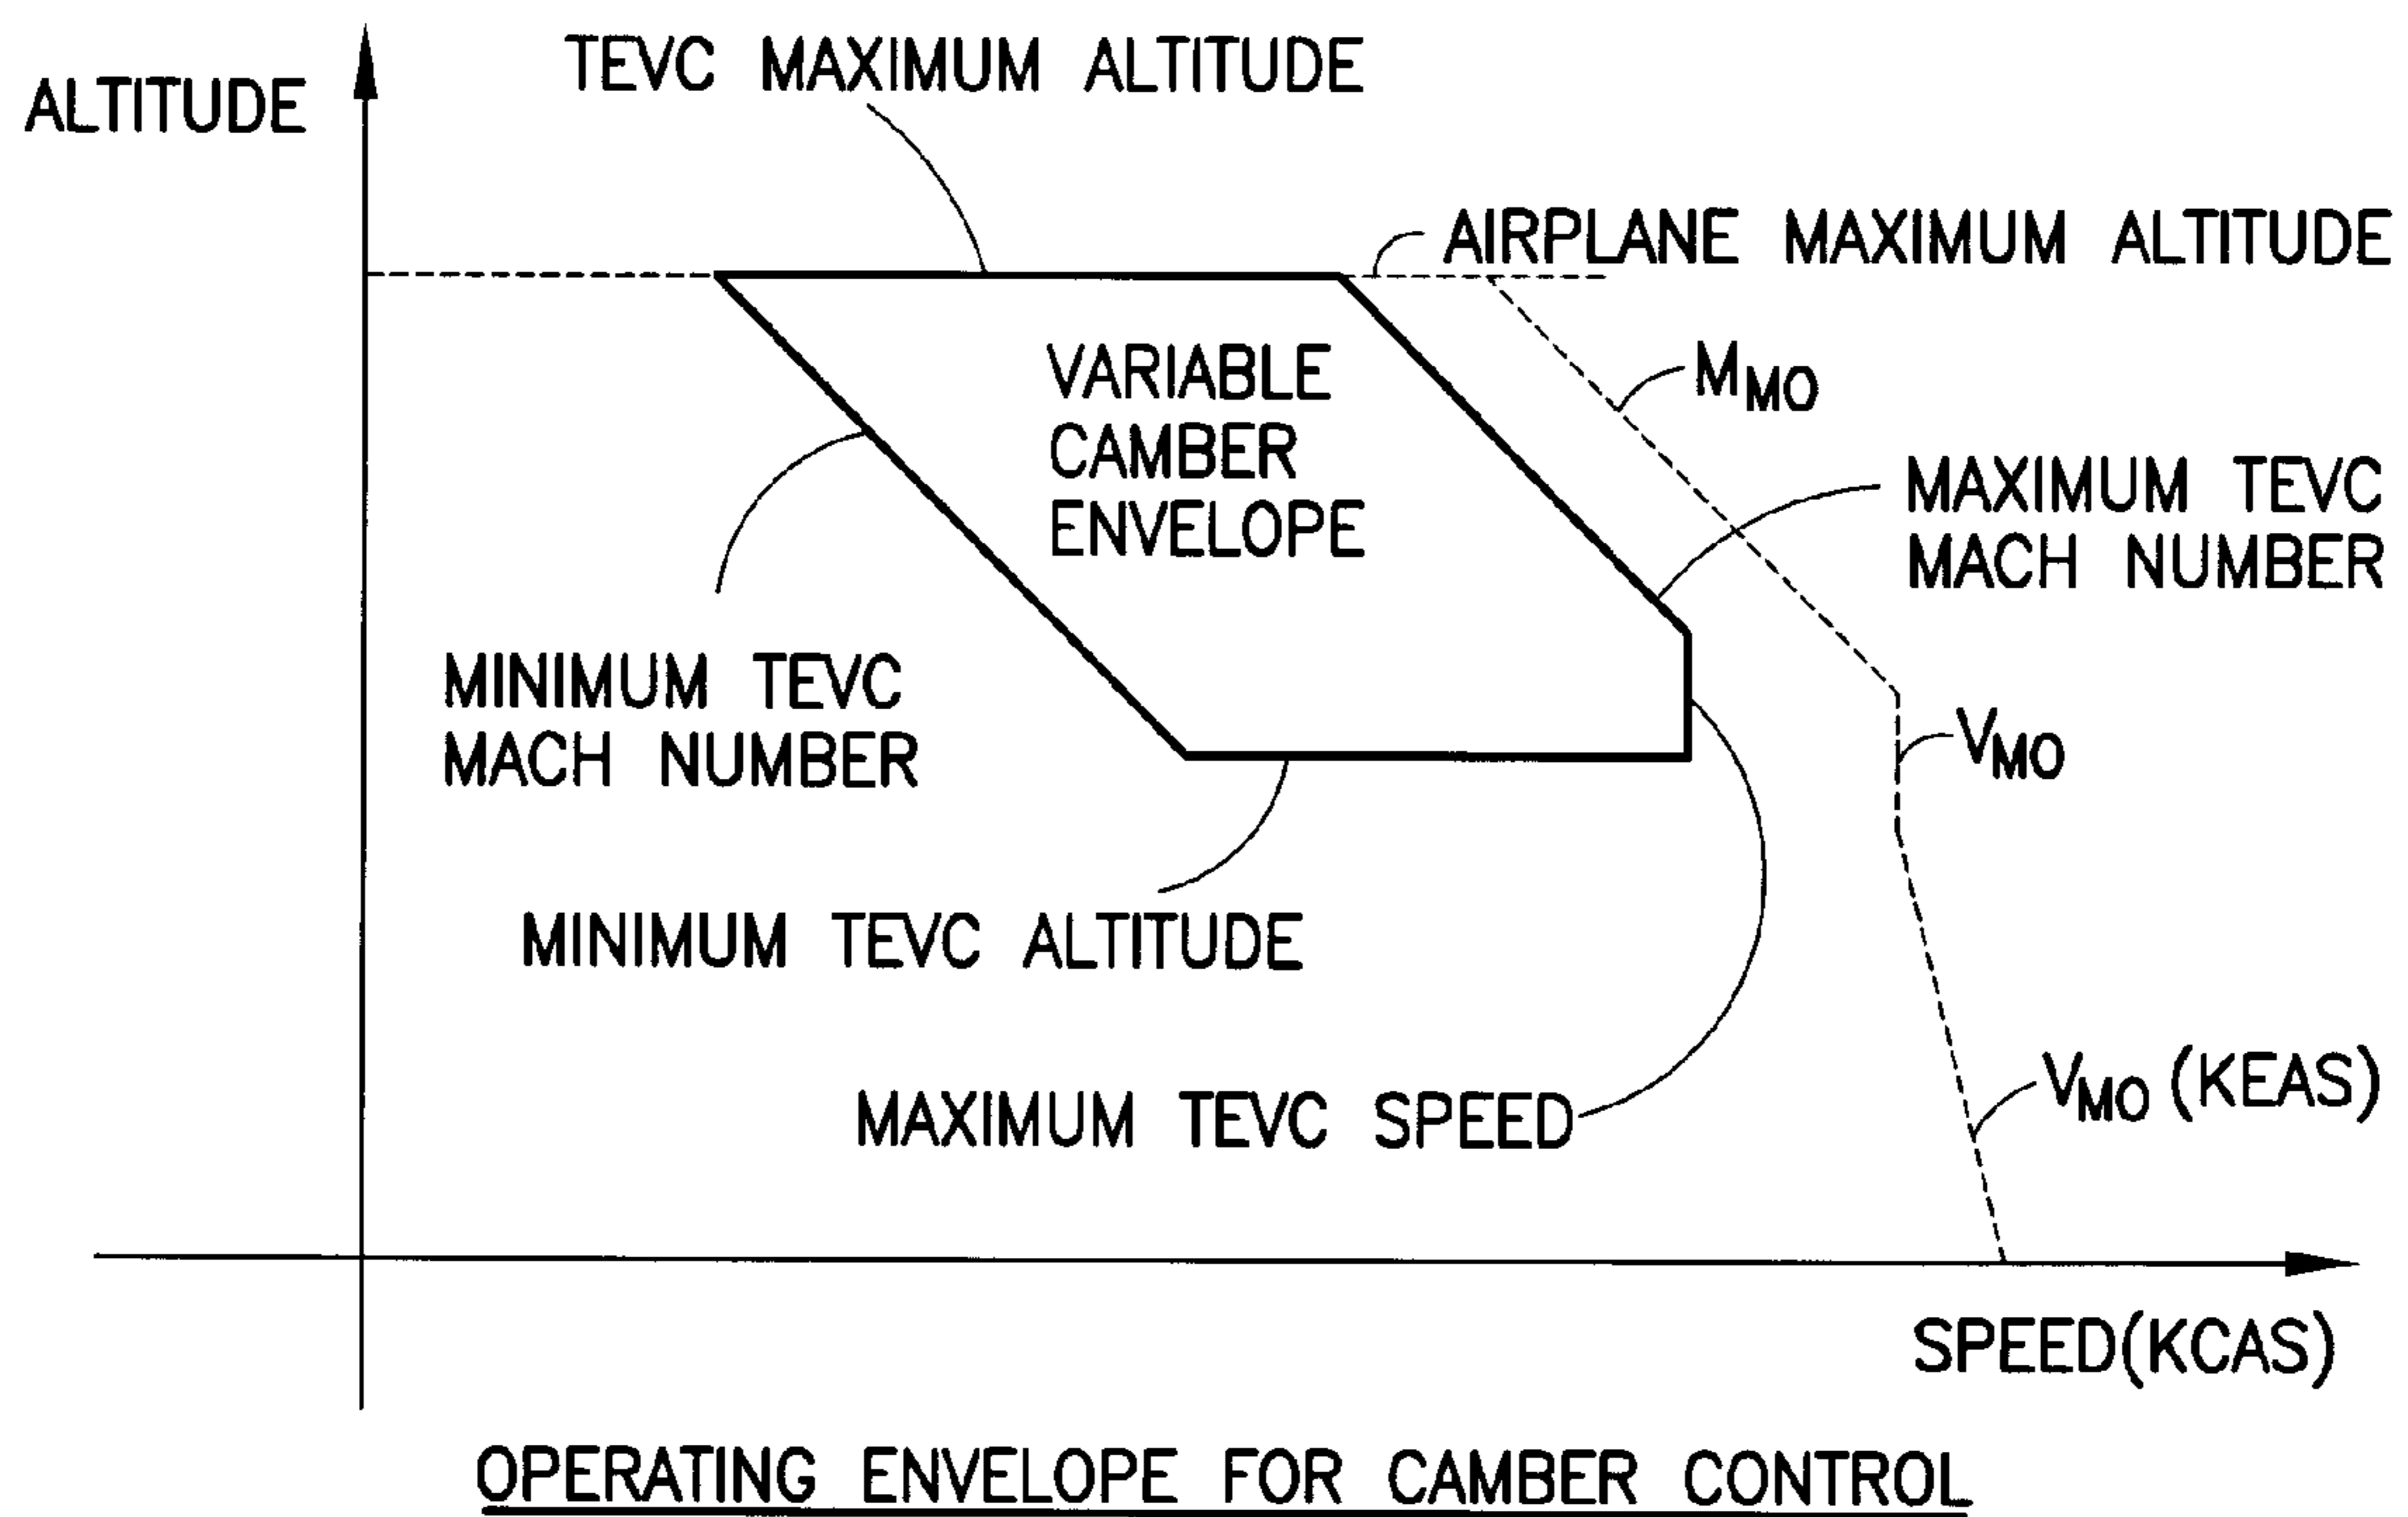 TEVC MAXIMUM ALTITUDE
ALTITUDE
AIRPLANE MAXIMUM ALTITUDE
VARIABLE
CAMBER
ENVELOPE
MMO
MAXIMUM TEVC
MACH NUMBER
MINIMUM TEVC
MACH NUMBER
VMO
MINIMUM TEVC ALTITUDE
MAXIMUM TEVC SPEED
VMO (KEAS)
SPEED(KCAS)
OPERATING ENVELOPE FOR CAMBER CONTROL